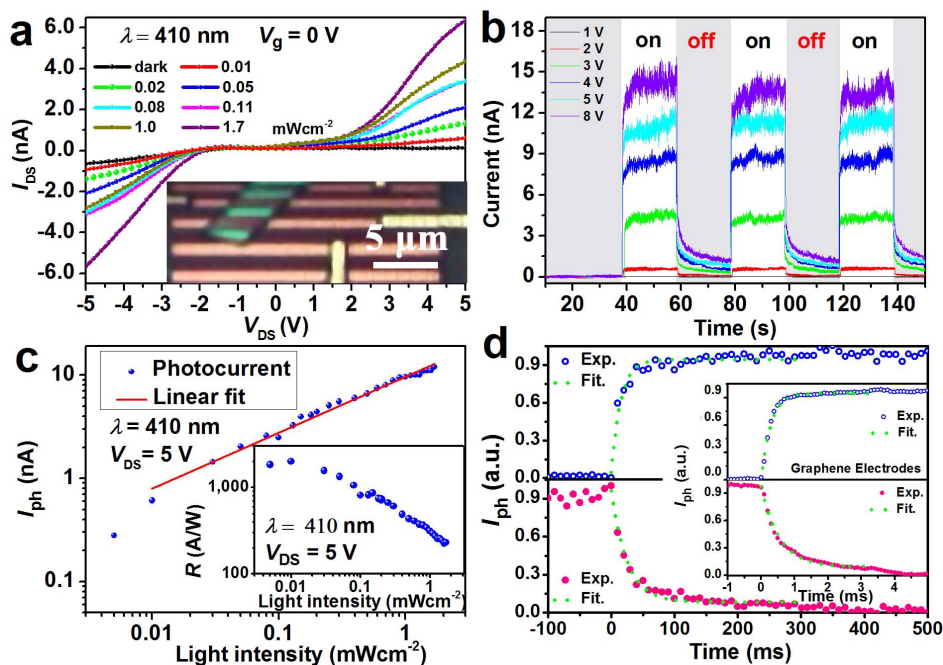 a
λ = 410 nm V_g = 0 V
dark 0.01
0.02 0.05
0.08 0.11
1.0 1.7
mWcm⁻²
6.0
4.0
2.0
0.0
2.0
4.0
6.0
I_DS (nA)
5 μm
-5 -4 -3 -2 -1 0 1 2 3 4 5
V_DS (V)
b
on off on off on
1 V
2 V
3 V
4 V
5 V
8 V
18
15
12
9
6
3
0
Current (nA)
20 40 60 80 100 120 140
Time (s)
c
Photocurrent
Linear fit
λ = 410 nm
V_DS = 5 V
10
1
0.1
I_ph (nA)
0.01 0.1 1
Light intensity (mWcm⁻²)
1,000
100
R (A/W)
λ = 410 nm
V_DS = 5 V
0.01 0.1 1
Light intensity (mWcm⁻²)
d
Exp.
Fit.
Exp.
Fit.
0.9
0.6
0.3
0.0
0.9
0.6
0.3
0.0
I_ph (a.u.)
-100 0 100 200 300 400 500
Time (ms)
Exp.
Fit.
Graphene Electrodes
Exp.
Fit.
0.9
0.6
0.3
0.0
0.9
0.6
0.3
0.0
I_ph (a.u.)
-1 0 1 2 3 4
Time (ms)